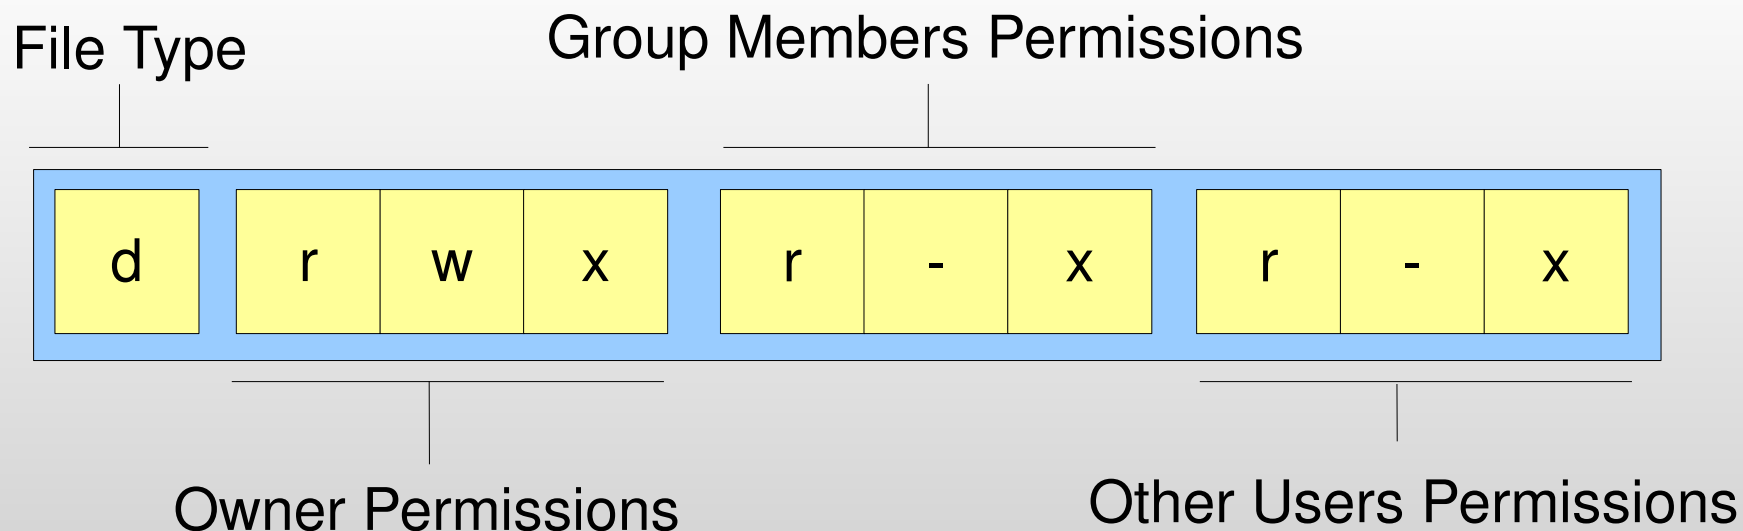 File Type
Group Members Permissions
d r w x r - x r - x
Owner Permissions
Other Users Permissions